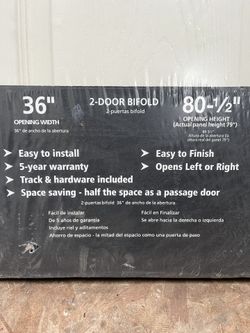 36"
OPENING WIDTH
36" de ancho de la abertura
2-DOOR BIFOLD
2-puertas bifold
80-½"
OPENING HEIGHT
(Actual panel height 79")
Easy to install
5-year warranty
Track & hardware included
Space saving - half the space as a passage door
Easy to Finish
Opens Left or Right
2-puertas bifold 36" de ancho de la abertura
Fácil de instalar
De 5 años de garantía
Incluye riel y aditamentos
Ahorro de espacio - la mitad del espacio como una puerta de paso
Fácil en Finalizar
Se abre hacia la derecha o izquierda